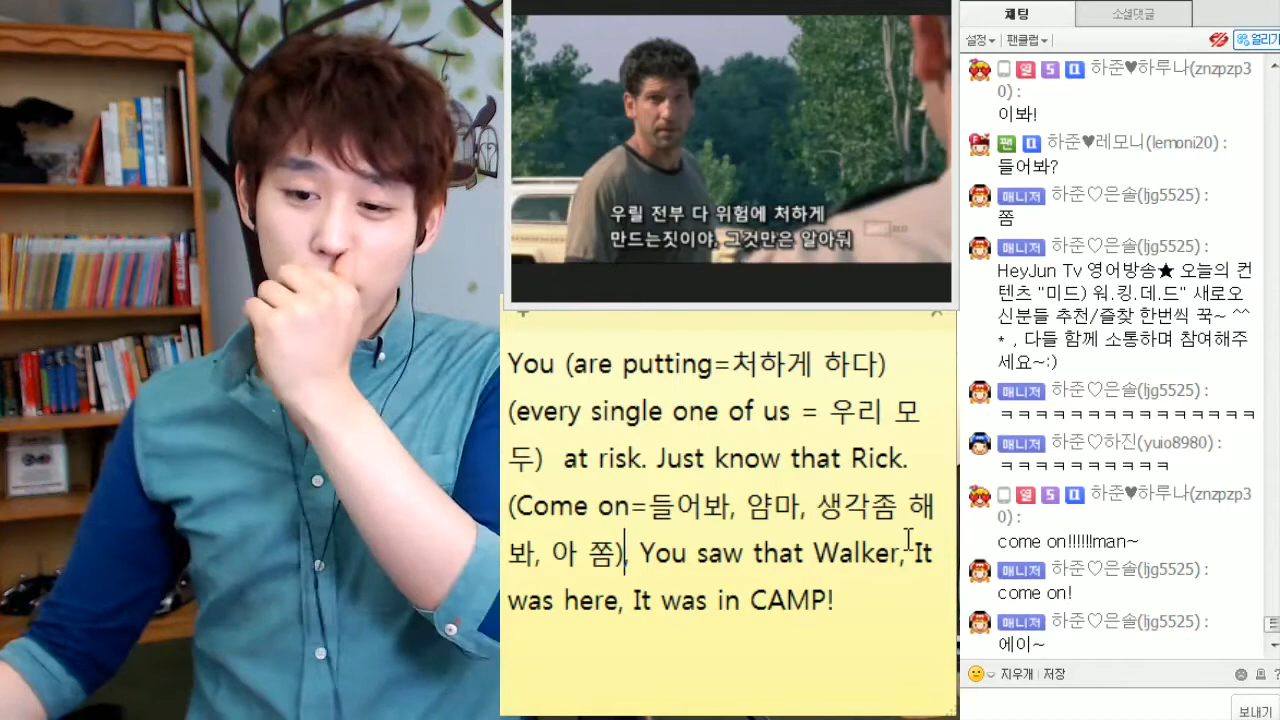 우릴 전부 다 위험에 처하게
만드는짓이야. 그것만은 알아둬
You (are putting=처하게 하다)
(every single one of us = 우리 모
두) at risk. Just know that Rick.
(Come on=들어봐, 얌마, 생각좀 해
봐, 아 쫌), You saw that Walker, It
was here, It was in CAMP!
채팅 소셜댓글
설정 팬클럽 열리기
열 5 하준♥하루나(znzpzp3
0) :
이봐!
팬 하준♥레모니(lemoni20) :
들어봐?
매니저 하준♡은솔(ljg5525) :
쫌
매니저 하준♡은솔(ljg5525) :
HeyJun Tv 영어방송★ 오늘의 컨
텐츠 "미드) 워.킹.데.드" 새로오
신분들 추천/즐찾 한번씩 꾹~ ^^
* , 다들 함께 소통하며 참여해주
세요~:)
매니저 하준♡은솔(ljg5525) :
ㅋㅋㅋㅋㅋㅋㅋㅋㅋㅋㅋㅋㅋㅋㅋ
매니저 하준♡하진(yuio8980) :
ㅋㅋㅋㅋㅋㅋㅋㅋㅋㅋ
열 5 하준♥하루나(znzpzp3
0) :
come on!!!!!!man~
매니저 하준♡은솔(ljg5525) :
come on!
매니저 하준♡은솔(ljg5525) :
에이~
지우개 저장
보내기